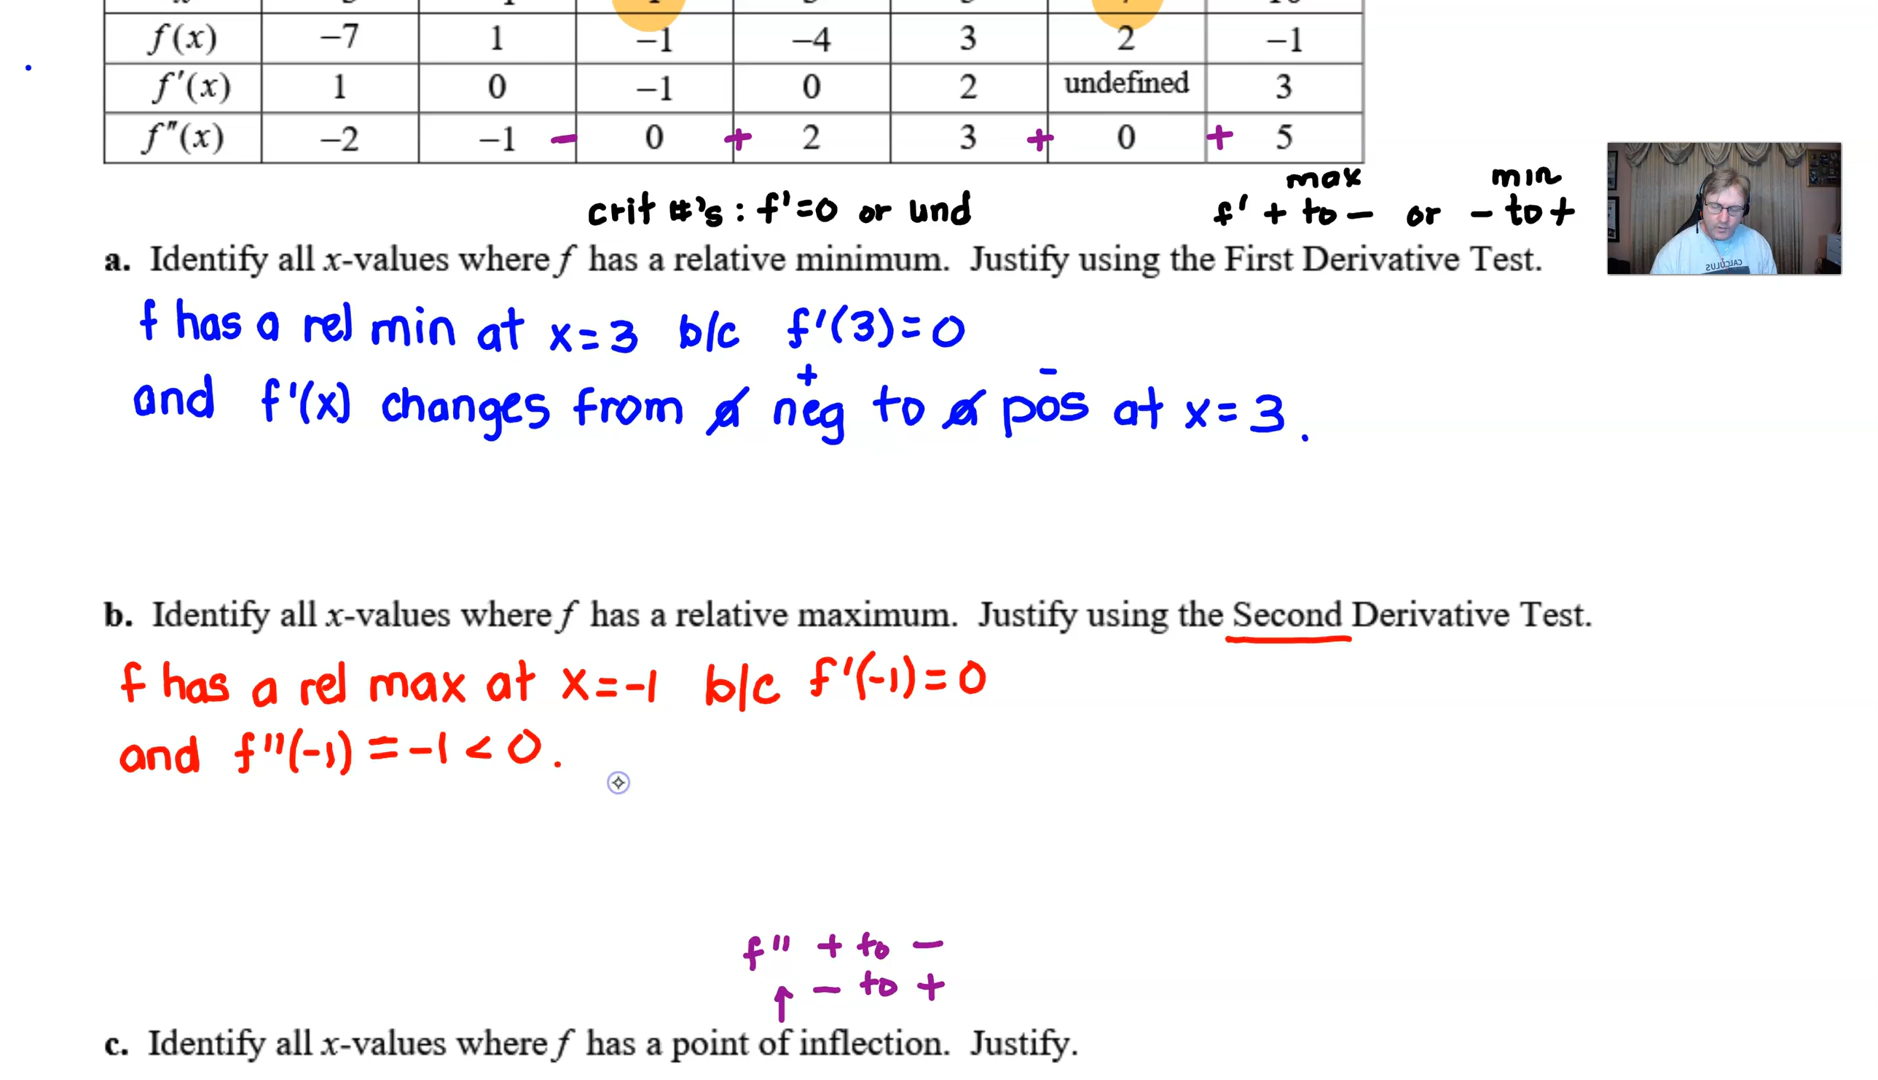 f(x) −7 1 −1 −4 3 2 −1
f′(x) 1 0 −1 0 2 undefined 3
f″(x) −2 −1 − 0 + 2 3 + 0 + 5
max min
crit #'s : f'=0 or und f' + to − or − to +
a. Identify all x-values where f has a relative minimum. Justify using the First Derivative Test.
f has a rel min at x=3 b/c f'(3)=0
+ −
and f'(x) changes from neg to pos at x=3.
b. Identify all x-values where f has a relative maximum. Justify using the Second Derivative Test.
f has a rel max at x=-1 b/c f'(-1)=0
and f''(-1) = -1 < 0.
f'' + to −
↑ − to +
c. Identify all x-values where f has a point of inflection. Justify.